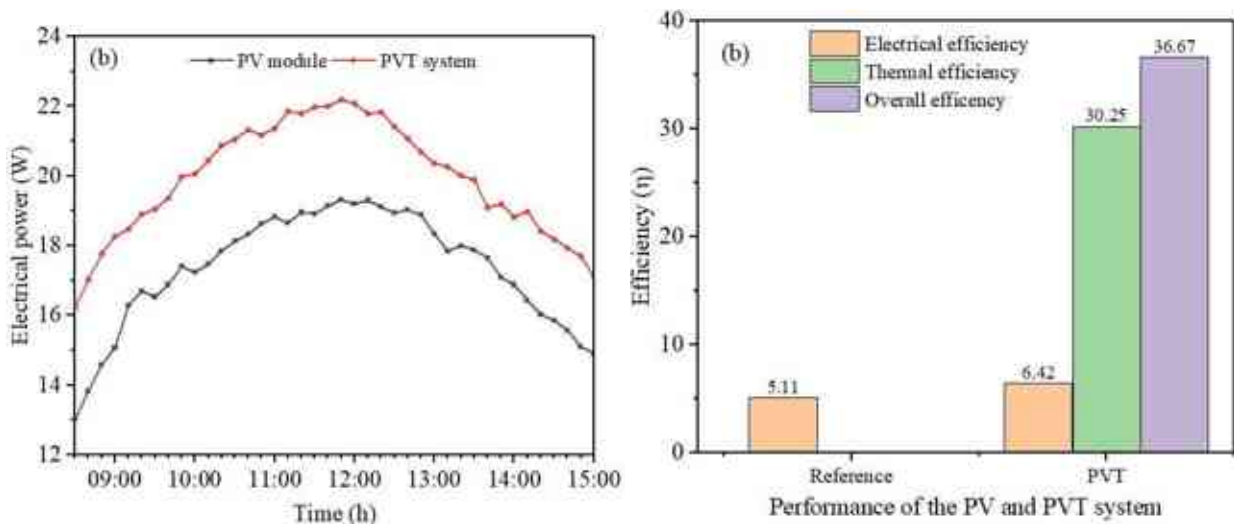 24
22
20
18
16
14
12
Electrical power (W)
(b)
PV module
PVT system
09:00 10:00 11:00 12:00 13:00 14:00 15:00
Time (h)
40
30
20
10
0
Efficiency (η)
(b)
Electrical efficiency
Thermal efficiency
Overall efficency
5.11
6.42
30.25
36.67
Reference PVT
Performance of the PV and PVT system